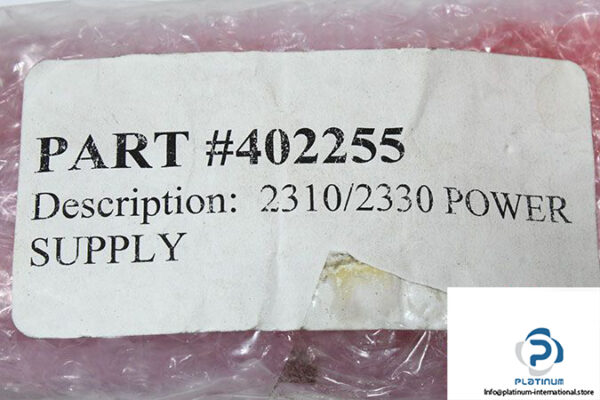 PART #402255
Description: 2310/2330 POWER
SUPPLY
PLATINUM
Info@platinum-international.store